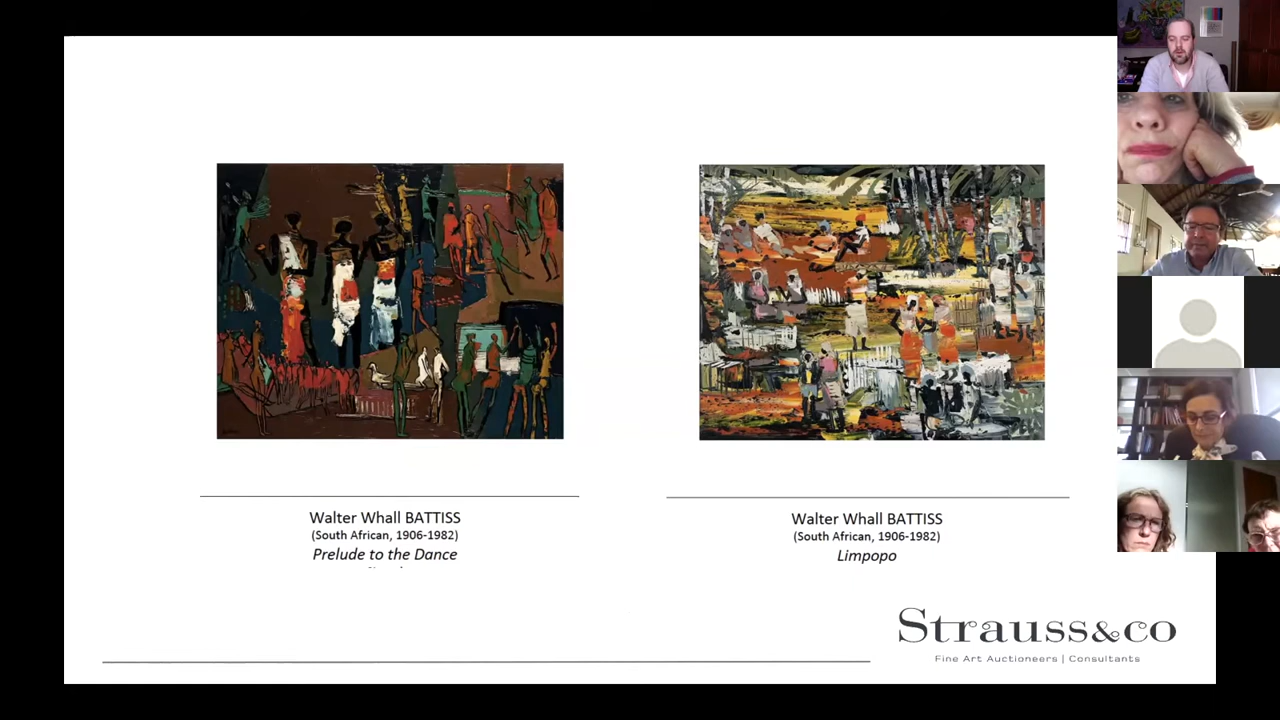 Walter Whall BATTISS
(South African, 1906-1982)
Prelude to the Dance
Walter Whall BATTISS
(South African, 1906-1982)
Limpopo
Strauss&co
Fine Art Auctioneers | Consultants